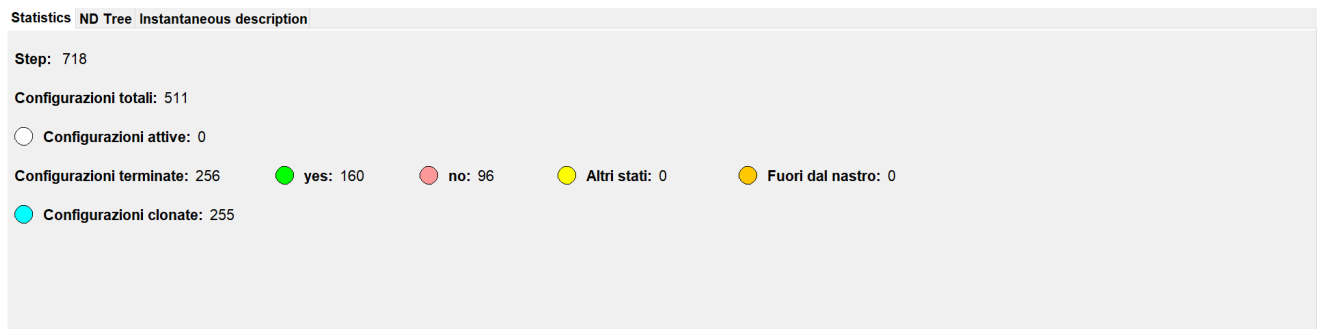 Statistics ND Tree Instantaneous description
Step: 718
Configurazioni totali: 511
Configurazioni attive: 0
Configurazioni terminate: 256 yes: 160 no: 96 Altri stati: 0 Fuori dal nastro: 0
Configurazioni clonate: 255